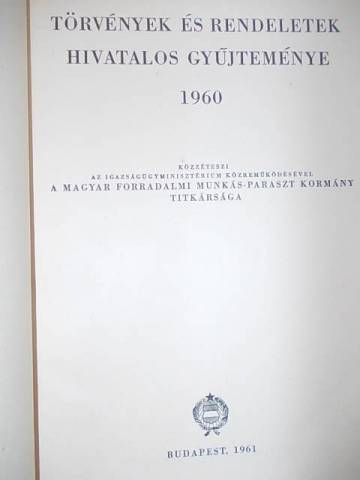 TÖRVÉNYEK ÉS RENDELETEK
HIVATALOS GYŰJTEMÉNYE
1960
KÖZZÉTESZI
AZ IGAZSÁGÜGYMINISZTÉRIUM KÖZREMŰKÖDÉSÉVEL
A MAGYAR FORRADALMI MUNKÁS-PARASZT KORMÁNY
TITKÁRSÁGA
BUDAPEST, 1961